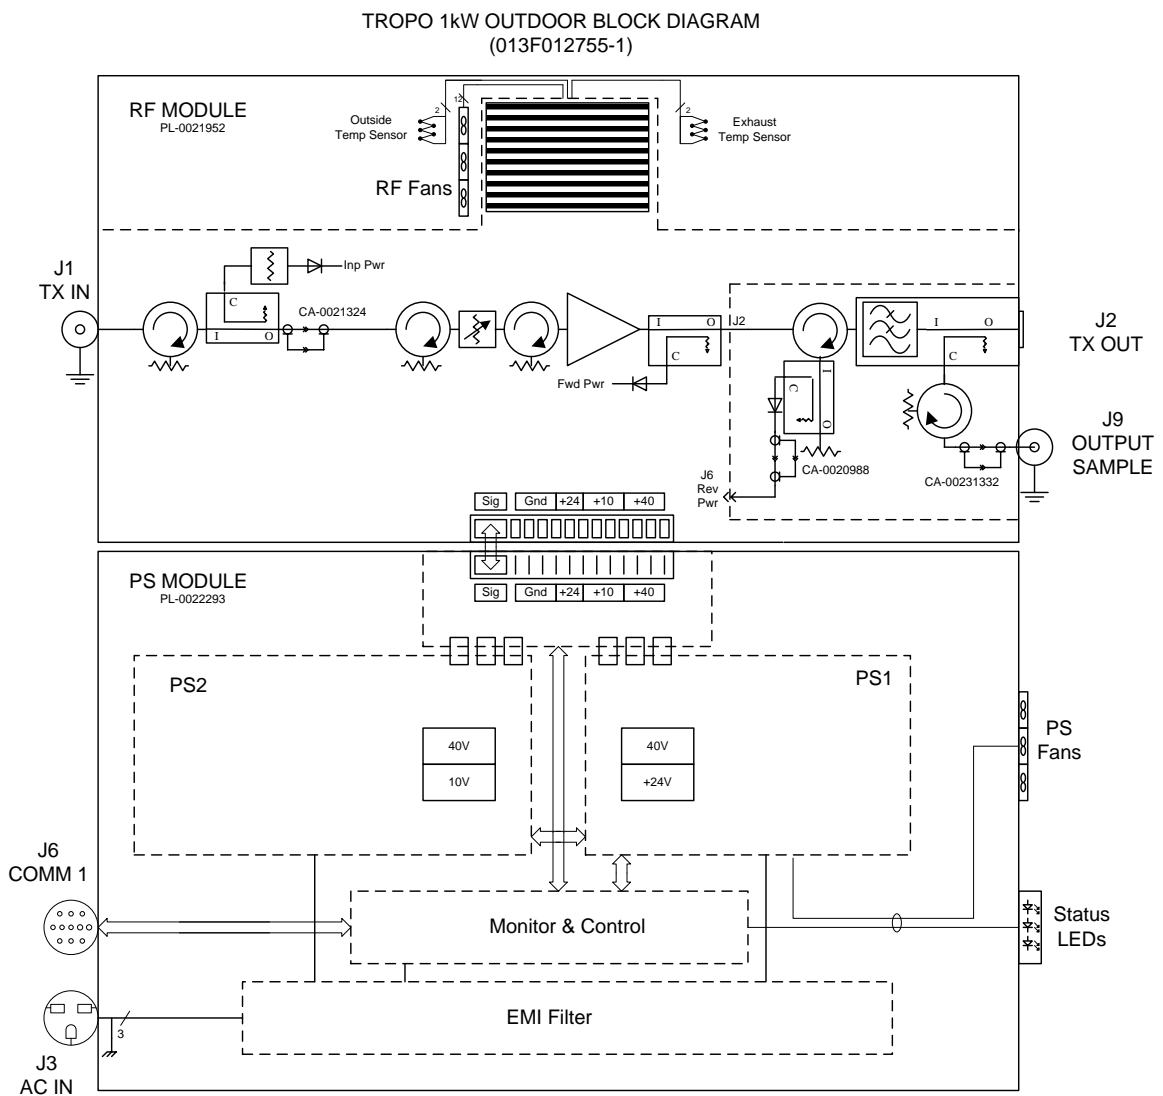 TROPO 1kW OUTDOOR BLOCK DIAGRAM
(013F012755-1)
RF MODULE
PL-0021952
Outside
Temp Sensor
2
12
2
Exhaust
Temp Sensor
RF Fans
J1
TX IN
Inp Pwr
C
I
O
CA-0021324
I
O
C
Fwd Pwr
J2
I
O
C
J2
TX OUT
C
I
O
CA-0020988
J6
Rev
Pwr
CA-00231332
J9
OUTPUT
SAMPLE
Sig
Gnd
+24
+10
+40
PS MODULE
PL-0022293
Sig
Gnd
+24
+10
+40
PS2
PS1
40V
10V
40V
+24V
PS
Fans
J6
COMM 1
Monitor & Control
Status
LEDs
EMI Filter
3
J3
AC IN